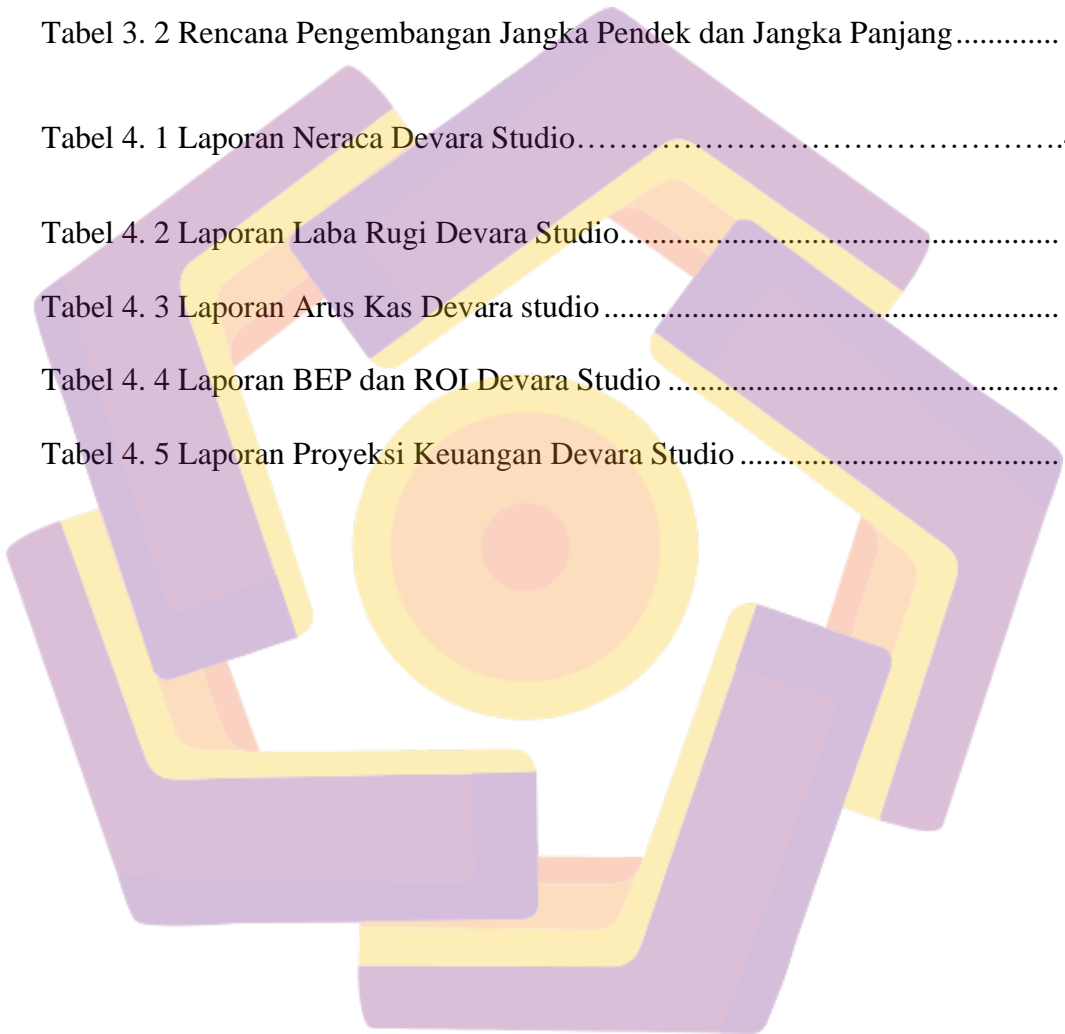 Tabel 3. 2 Rencana Pengembangan Jangka Pendek dan Jangka Panjang.............
Tabel 4. 1 Laporan Neraca Devara Studio……………………………………….
Tabel 4. 2 Laporan Laba Rugi Devara Studio.......................................................
Tabel 4. 3 Laporan Arus Kas Devara studio.........................................................
Tabel 4. 4 Laporan BEP dan ROI Devara Studio.................................................
Tabel 4. 5 Laporan Proyeksi Keuangan Devara Studio........................................